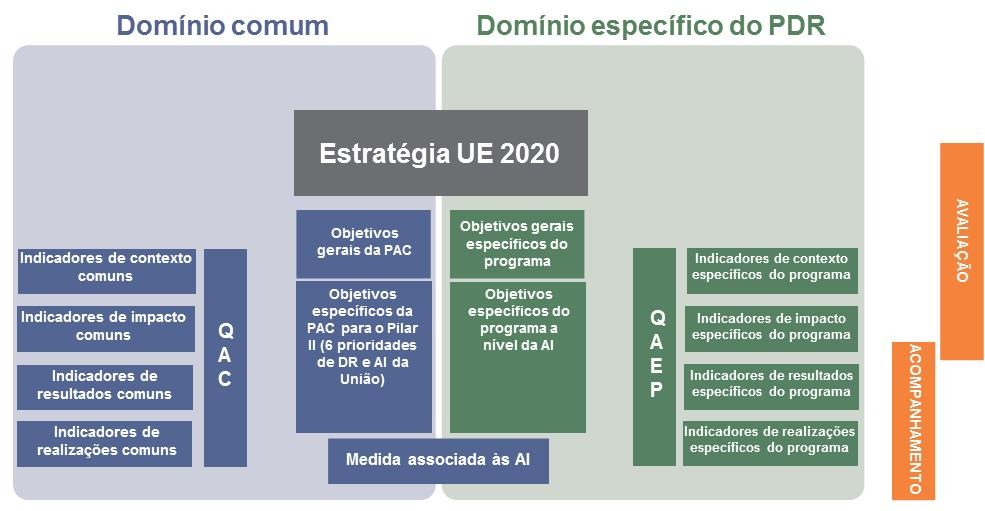 Domínio comum
Domínio específico do PDR
Estratégia UE 2020
Objetivos
gerais da PAC
Objetivos gerais
específicos do
programa
Objetivos
específicos da
PAC para o Pilar
II (6 prioridades
de DR e AI da
União)
Objetivos
específicos do
programa a
nível da AI
Medida associada às AI
Indicadores de contexto
comuns
Indicadores de impacto
comuns
Indicadores de
resultados comuns
Indicadores de
realizações comuns
Q
A
C
Q
A
E
P
Indicadores de contexto
específicos do programa
Indicadores de impacto
específicos do programa
Indicadores de resultados
específicos do programa
Indicadores de realizações
específicos do programa
AVALIAÇÃO
ACOMPANHAMENTO